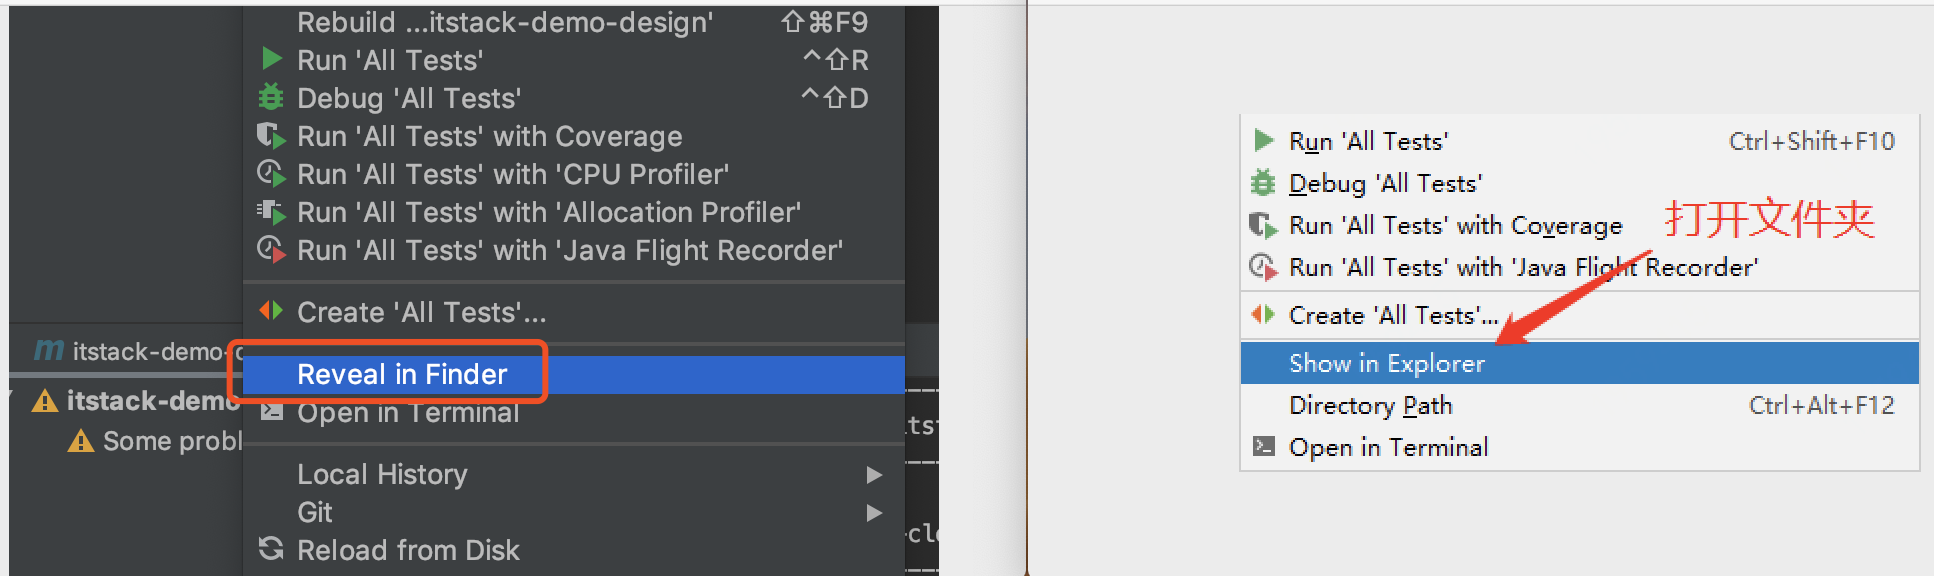 Rebuild ...itstack-demo-design' ⇧⌘F9
Run 'All Tests' ^⇧R
Debug 'All Tests' ^⇧D
Run 'All Tests' with Coverage
Run 'All Tests' with 'CPU Profiler'
Run 'All Tests' with 'Allocation Profiler'
Run 'All Tests' with 'Java Flight Recorder'
Create 'All Tests'...
Reveal in Finder
Open in Terminal
Local History
Git
Reload from Disk
m itstack-demo-
itstack-demo
Some probl
itst
clo
Run 'All Tests' Ctrl+Shift+F10
Debug 'All Tests'
Run 'All Tests' with Coverage
打开文件夹
Run 'All Tests' with 'Java Flight Recorder'
Create 'All Tests'...
Show in Explorer
Directory Path Ctrl+Alt+F12
Open in Terminal